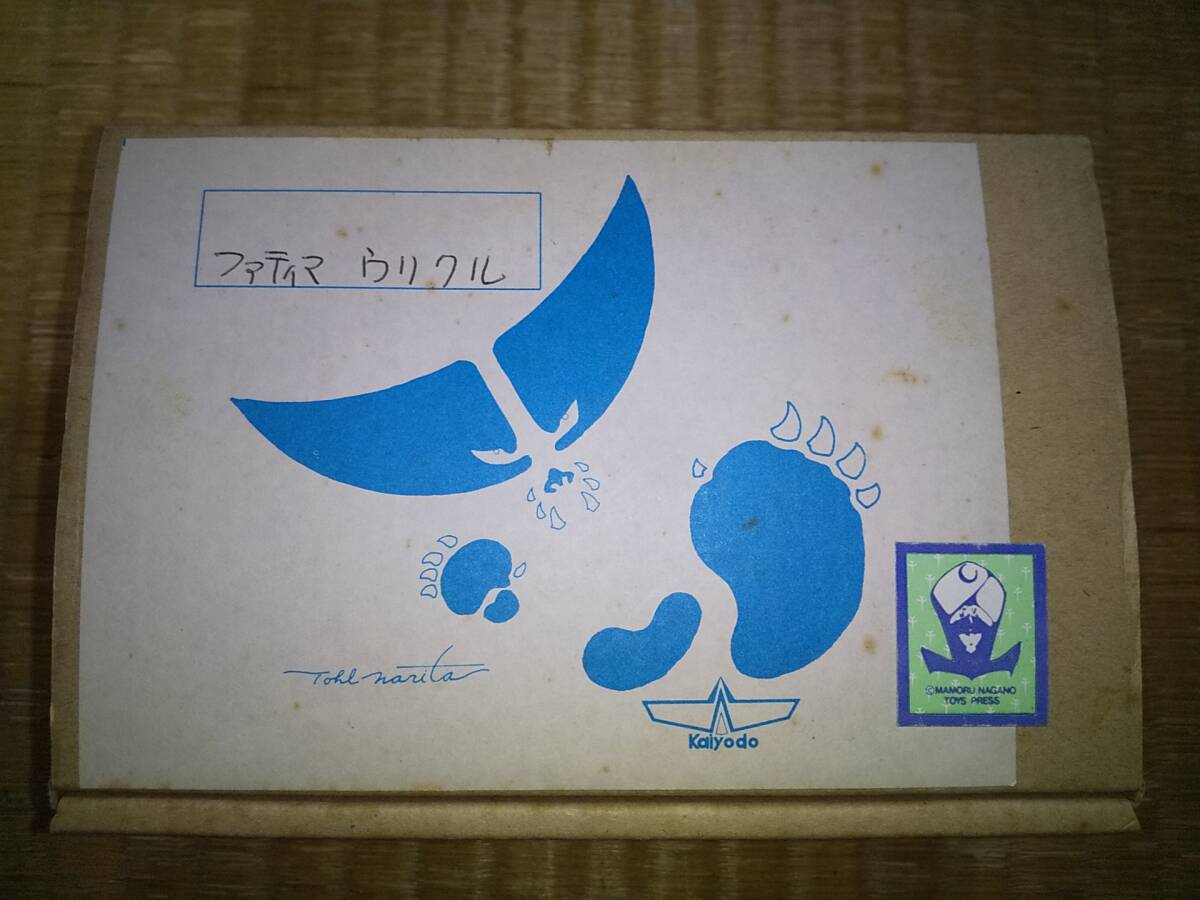 ファティマ ウリクル
Tohl narita
Kaiyodo
©MAMORU NAGANO
TOYS PRESS